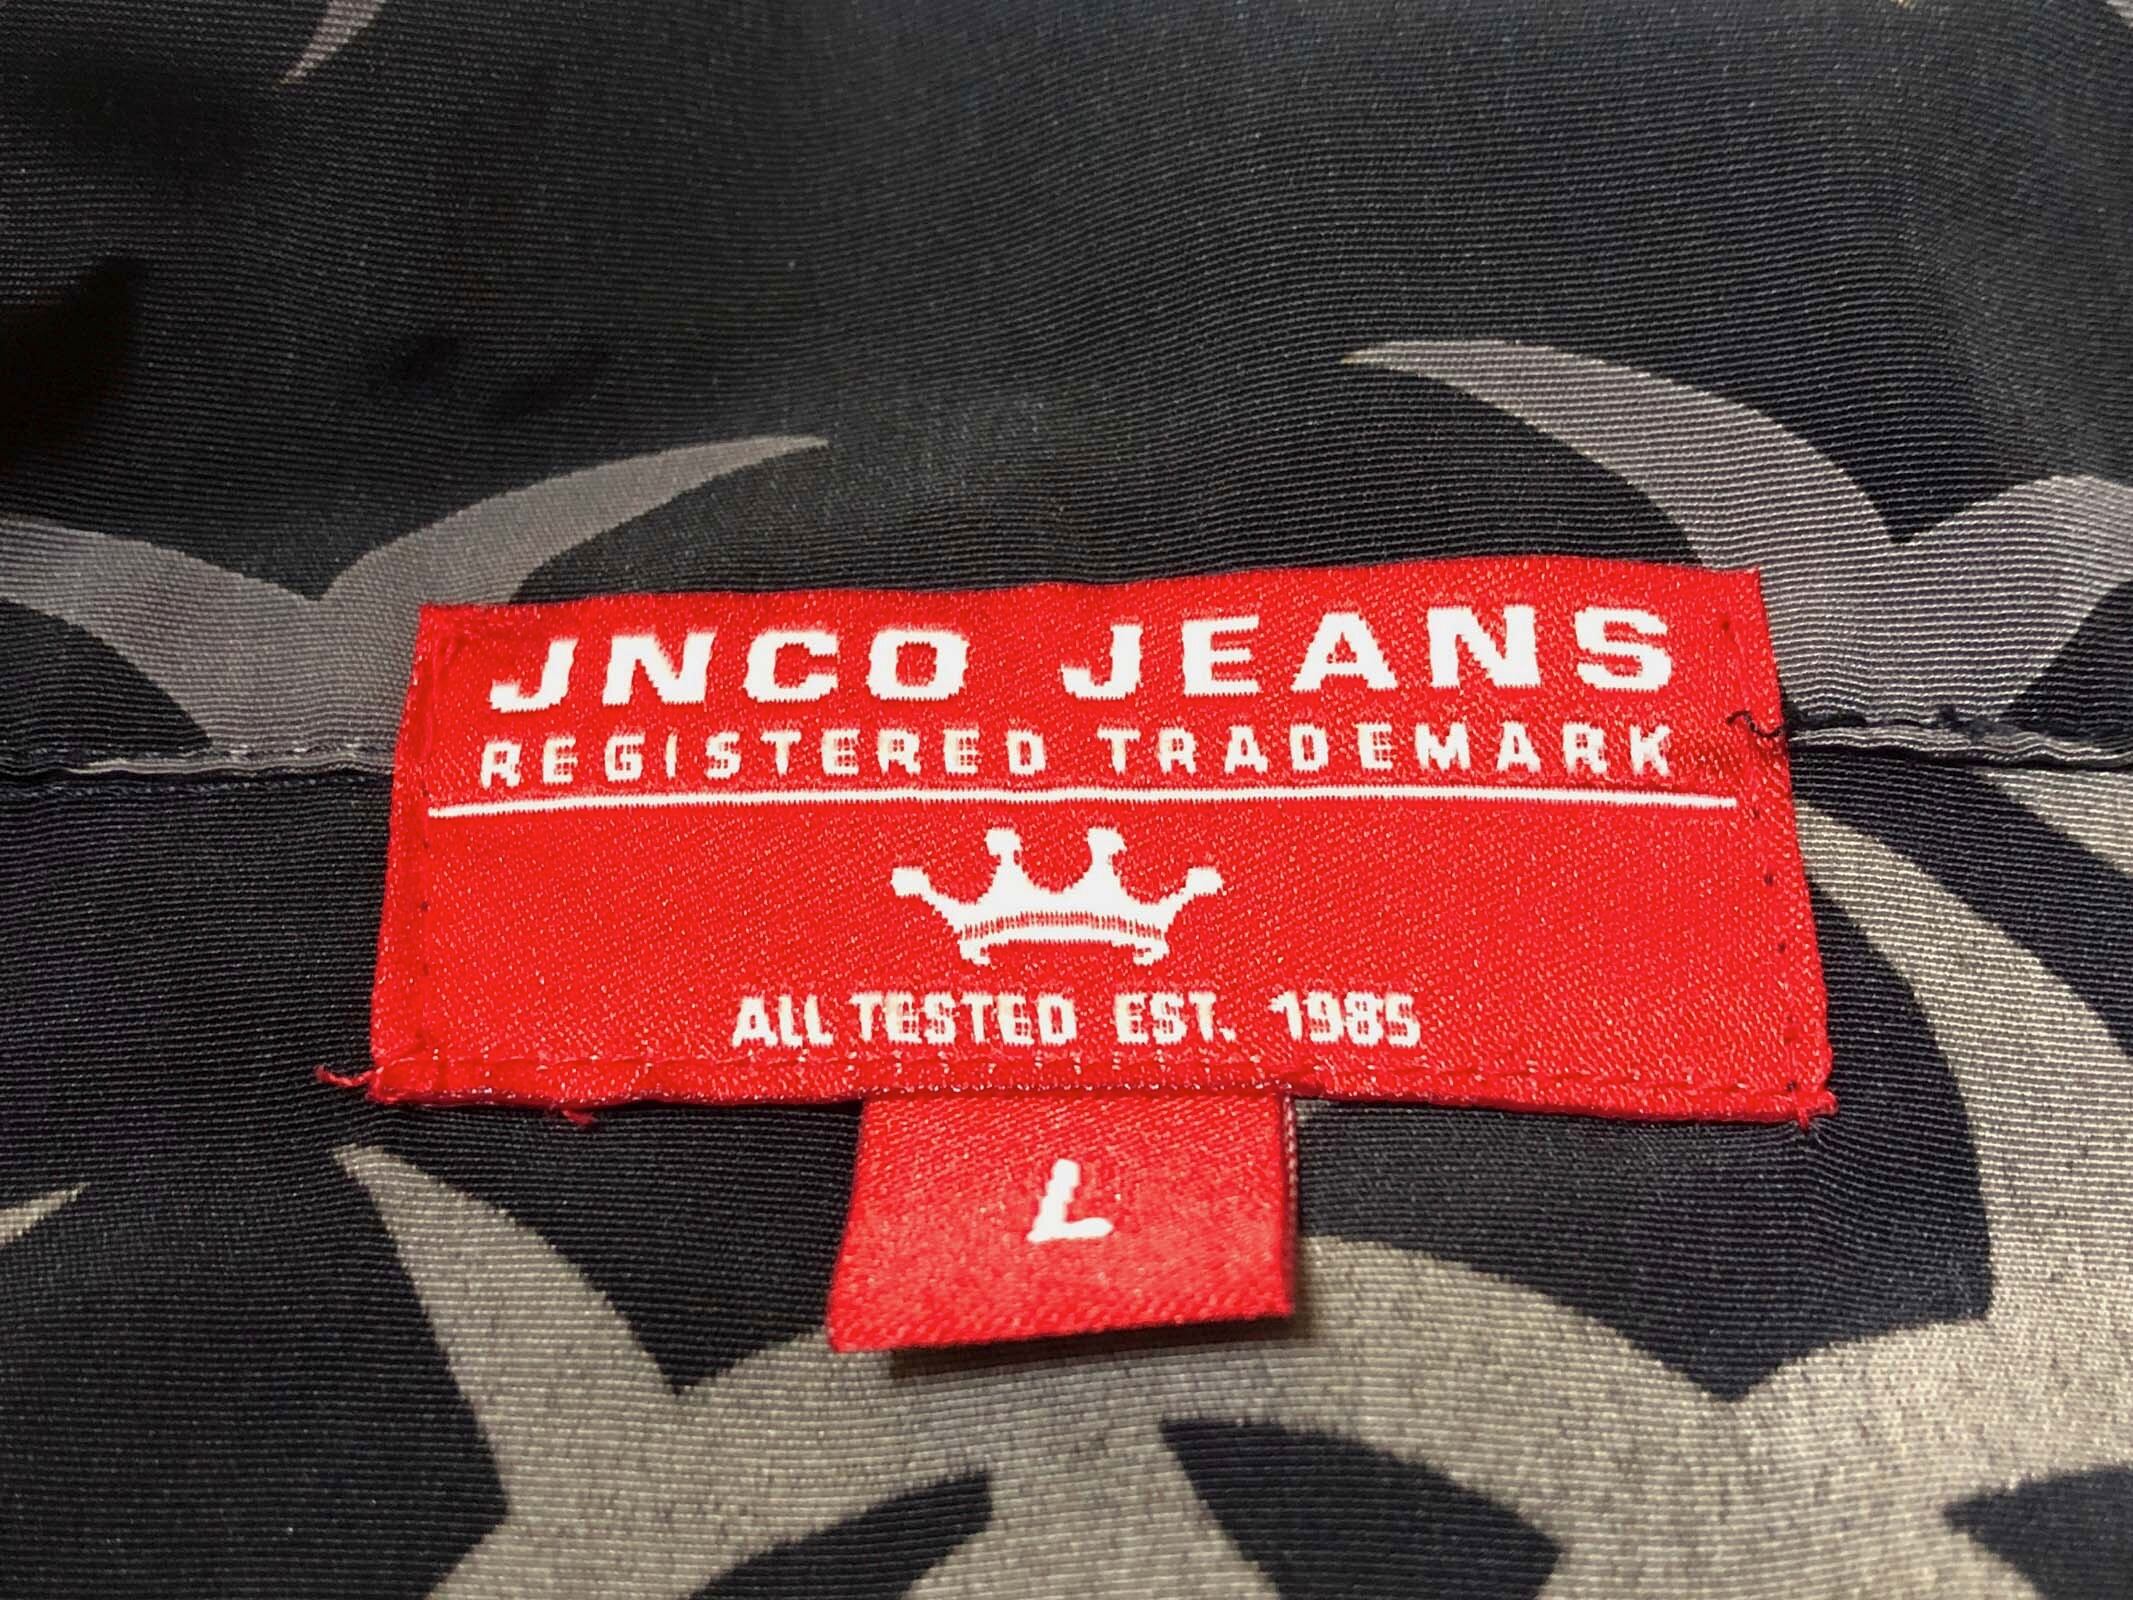 JNCO JEANS
REGISTERED TRADEMARK
ALL TESTED EST. 1985
L